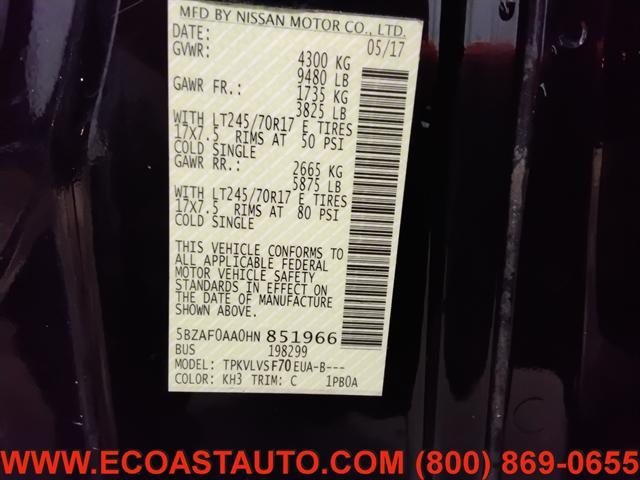 MFD BY NISSAN MOTOR CO., LTD.
DATE: 05/17
GVWR: 4300 KG
9480 LB
GAWR FR.: 1735 KG
3825 LB
WITH LT245/70R17 E TIRES
17X7.5 RIMS AT 50 PSI
COLD SINGLE
GAWR RR.: 2665 KG
5875 LB
WITH LT245/70R17 E TIRES
17X7.5 RIMS AT 80 PSI
COLD SINGLE
THIS VEHICLE CONFORMS TO
ALL APPLICABLE FEDERAL
MOTOR VEHICLE SAFETY
STANDARDS IN EFFECT ON
THE DATE OF MANUFACTURE
SHOWN ABOVE.
5BZAF0AA0HN 851966
BUS 198299
MODEL: TPKVLVSF70EUA-B---
COLOR: KH3 TRIM: C 1PB0A
WWW.ECOASTAUTO.COM (800) 869-0655